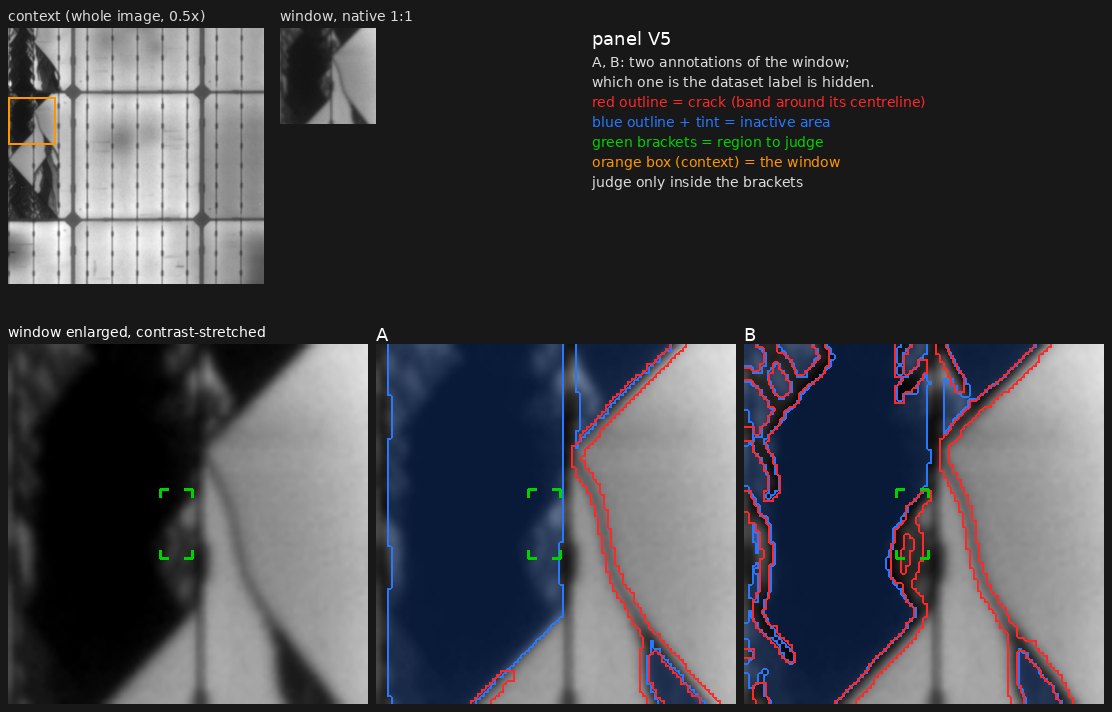 context (whole image, 0.5x)
window, native 1:1
panel V5
A, B: two annotations of the window;
which one is the dataset label is hidden.
red outline = crack (band around its centreline)
blue outline + tint = inactive area
green brackets = region to judge
orange box (context) = the window
judge only inside the brackets
window enlarged, contrast-stretched
A
B